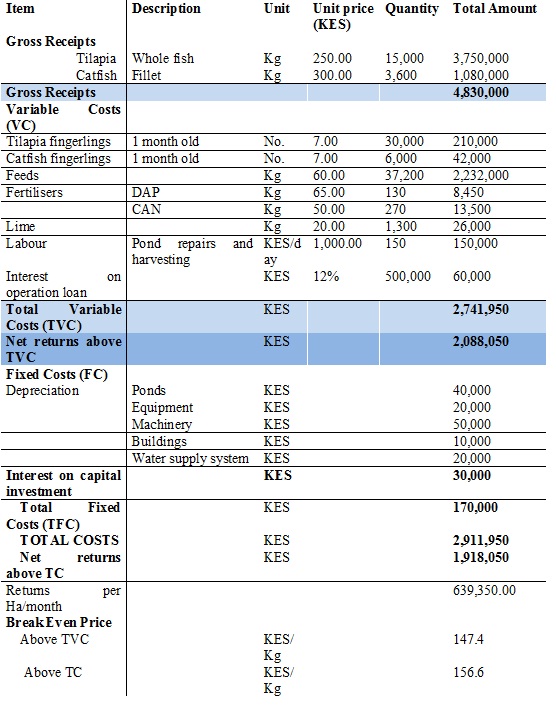 Item Description Unit Unit price Quantity Total Amount
(KES)
Gross Receipts
Tilapia Whole fish Kg 250.00 15,000 3,750,000
Catfish Fillet Kg 300.00 3,600 1,080,000
Gross Receipts 4,830,000
Variable Costs
(VC)
Tilapia fingerlings 1 month old No. 7.00 30,000 210,000
Catfish fingerlings 1 month old No. 7.00 6,000 42,000
Feeds Kg 60.00 37,200 2,232,000
Fertilisers DAP Kg 65.00 130 8,450
CAN Kg 50.00 270 13,500
Lime Kg 20.00 1,300 26,000
Labour Pond repairs and KES/d 1,000.00 150 150,000
harvesting ay
Interest on KES 12% 500,000 60,000
operation loan
Total Variable KES 2,741,950
Costs (TVC)
Net returns above KES 2,088,050
TVC
Fixed Costs (FC)
Depreciation Ponds KES 40,000
Equipment KES 20,000
Machinery KES 50,000
Buildings KES 10,000
Water supply system KES 20,000
Interest on capital KES 30,000
investment
Total Fixed KES 170,000
Costs (TFC)
TOTAL COSTS KES 2,911,950
Net returns KES 1,918,050
above TC
Returns per 639,350.00
Ha/month
Break Even Price
Above TVC KES/ 147.4
Kg
Above TC KES/ 156.6
Kg